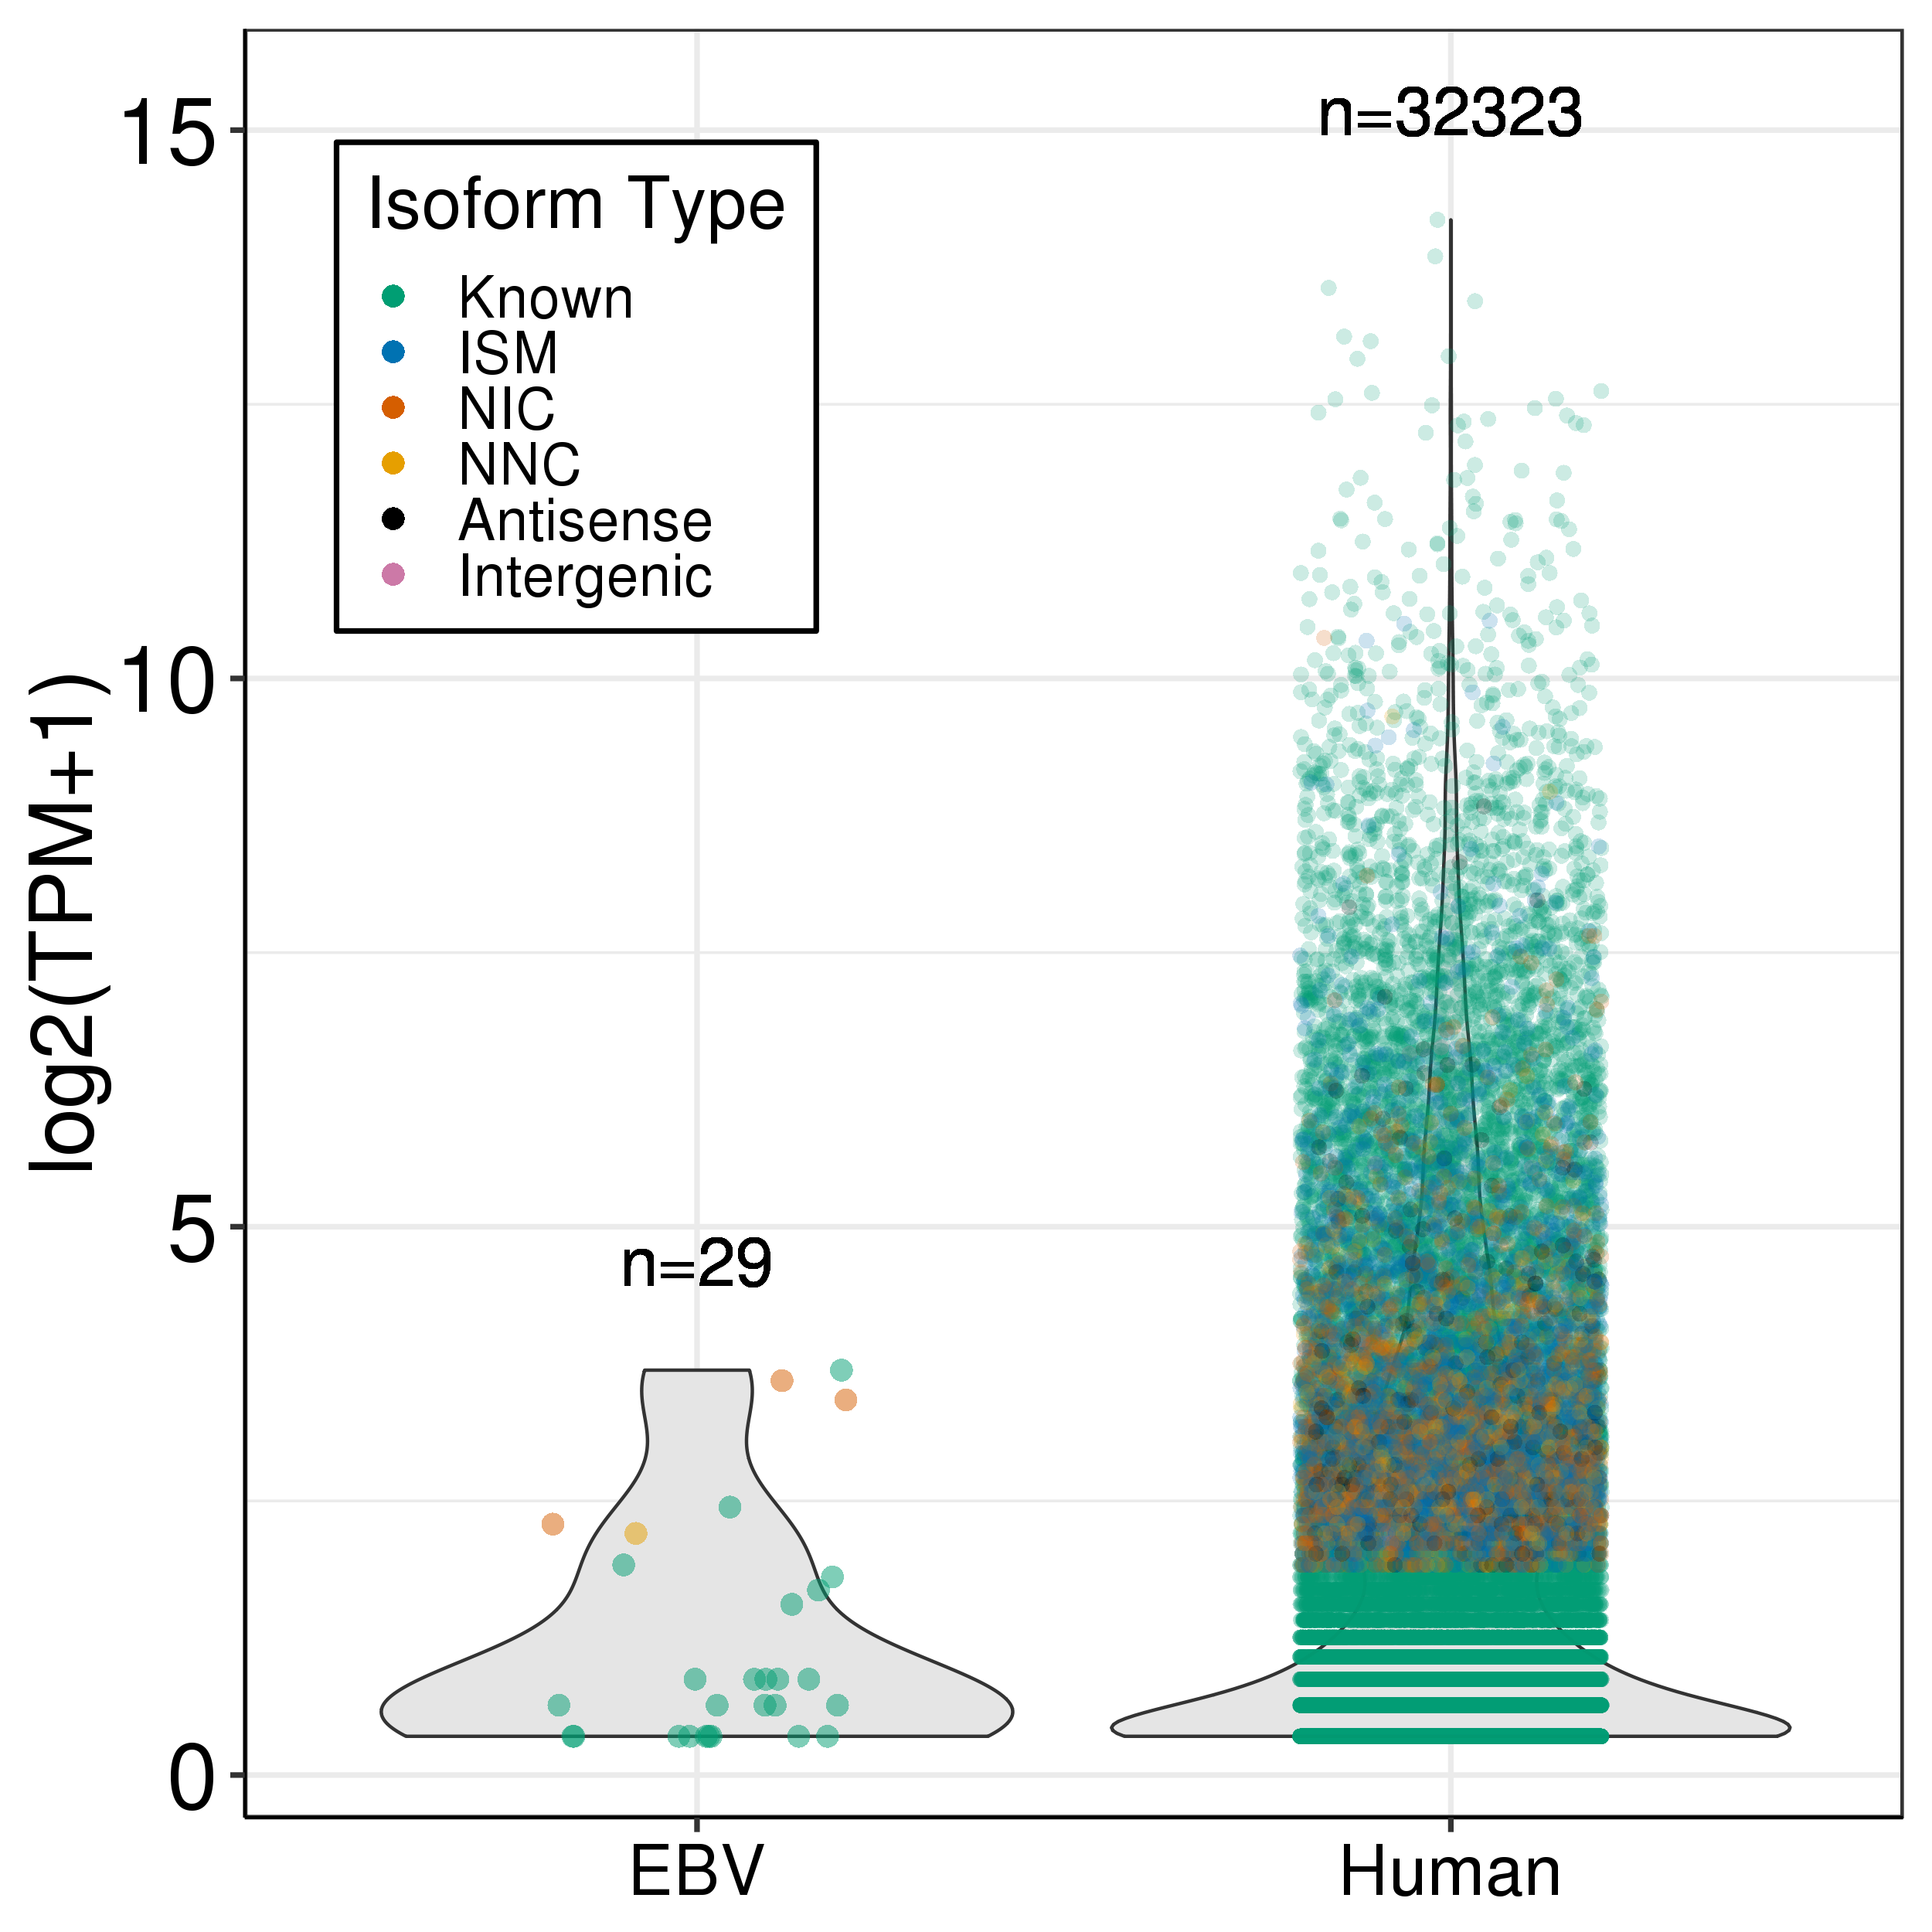 n=32323
15
Isoform Type
Known
ISM
NIC
NNC
Antisense
Intergenic
10
log2(TPM+1)
5
n=29
0
EBV
Human